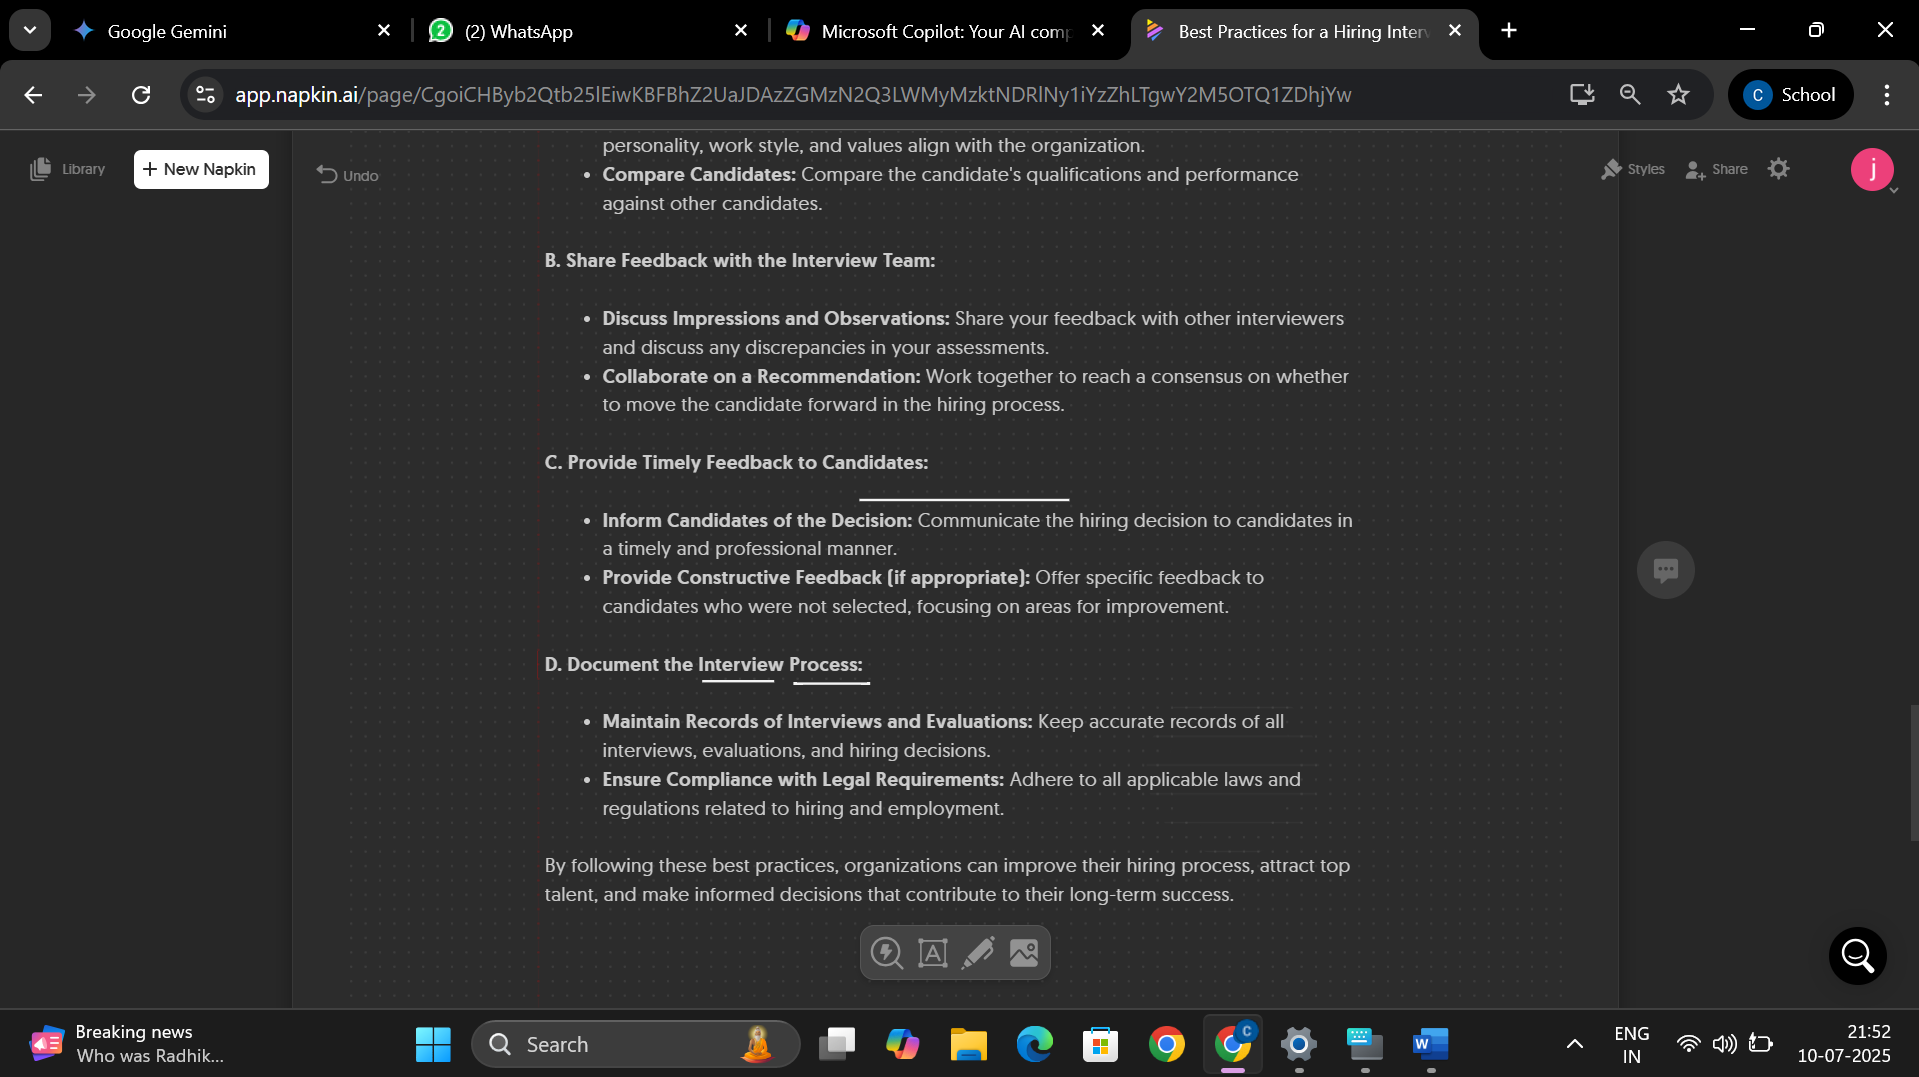 Google Gemini
(2) WhatsApp
Microsoft Copilot: Your AI comp
Best Practices for a Hiring Interv
app.napkin.ai/page/CgoiCHByb2Qtb25lEiwKBFBhZ2UaJDAzZGMzN2Q3LWMyMzktNDRlNy1iYzZhLTgwY2M5OTQ1ZDhjYw
C School
Library
+ New Napkin
Undo
Styles
Share
j
personality, work style, and values align with the organization.
• Compare Candidates: Compare the candidate's qualifications and performance
against other candidates.
B. Share Feedback with the Interview Team:
• Discuss Impressions and Observations: Share your feedback with other interviewers
and discuss any discrepancies in your assessments.
• Collaborate on a Recommendation: Work together to reach a consensus on whether
to move the candidate forward in the hiring process.
C. Provide Timely Feedback to Candidates:
• Inform Candidates of the Decision: Communicate the hiring decision to candidates in
a timely and professional manner.
• Provide Constructive Feedback (if appropriate): Offer specific feedback to
candidates who were not selected, focusing on areas for improvement.
D. Document the Interview Process:
• Maintain Records of Interviews and Evaluations: Keep accurate records of all
interviews, evaluations, and hiring decisions.
• Ensure Compliance with Legal Requirements: Adhere to all applicable laws and
regulations related to hiring and employment.
By following these best practices, organizations can improve their hiring process, attract top
talent, and make informed decisions that contribute to their long-term success.
Breaking news
Who was Radhik...
Search
ENG
IN
21:52
10-07-2025